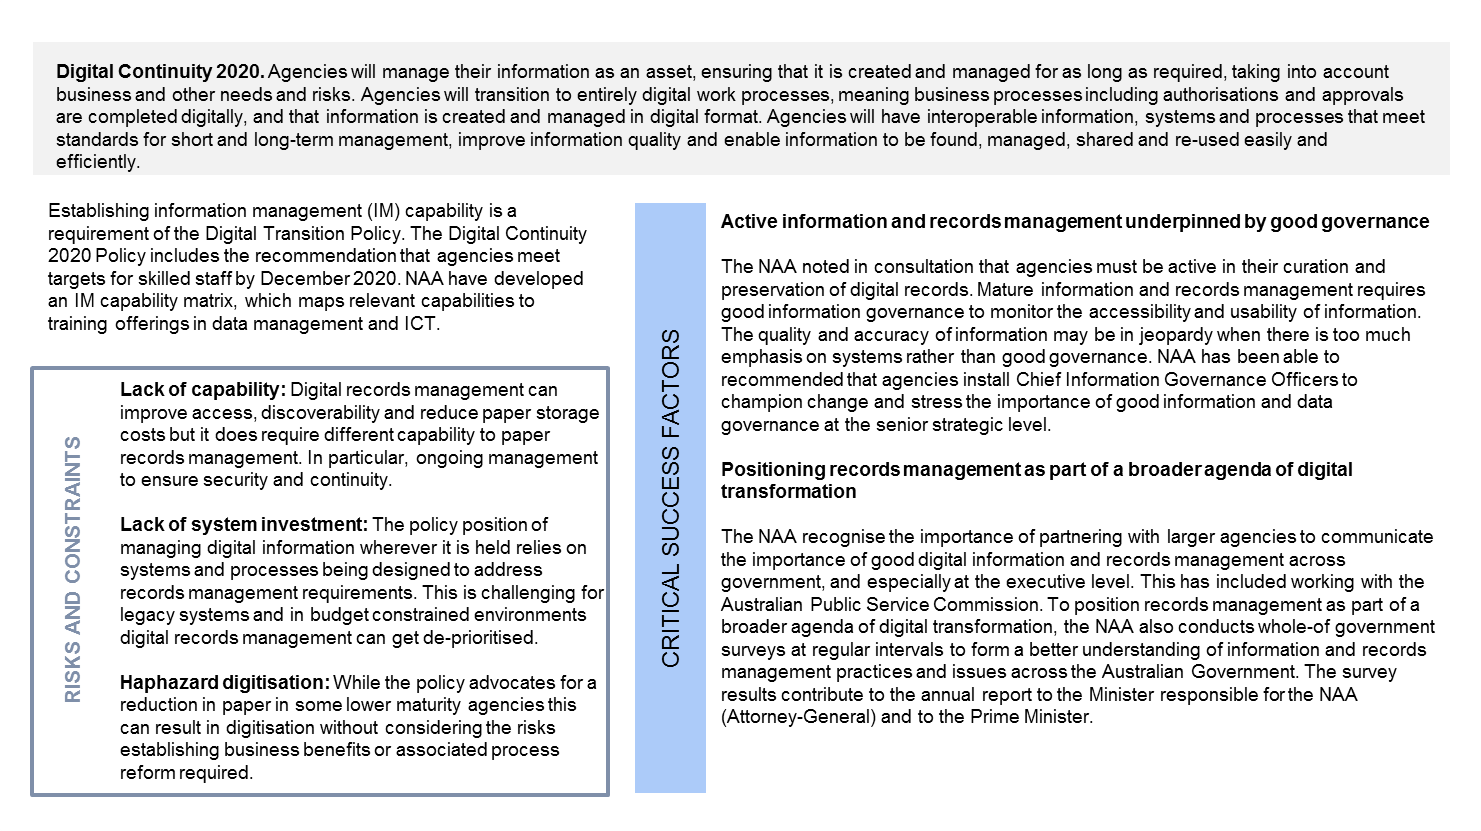 Digital Continuity 2020. Agencies will manage their information as an asset, ensuring that it is created and managed for as long as required, taking into account
business and other needs and risks. Agencies will transition to entirely digital work processes, meaning business processes including authorisations and approvals
are completed digitally, and that information is created and managed in digital format. Agencies will have interoperable information, systems and processes that meet
standards for short and long-term management, improve information quality and enable information to be found, managed, shared and re-used easily and
efficiently.
Establishing information management (IM) capability is a
requirement of the Digital Transition Policy. The Digital Continuity
2020 Policy includes the recommendation that agencies meet
targets for skilled staff by December 2020. NAA have developed
an IM capability matrix, which maps relevant capabilities to
training offerings in data management and ICT.
RISKS AND CONSTRAINTS
Lack of capability: Digital records management can
improve access, discoverability and reduce paper storage
costs but it does require different capability to paper
records management. In particular, ongoing management
to ensure security and continuity.
Lack of system investment: The policy position of
managing digital information wherever it is held relies on
systems and processes being designed to address
records management requirements. This is challenging for
legacy systems and in budget constrained environments
digital records management can get de-prioritised.
Haphazard digitisation: While the policy advocates for a
reduction in paper in some lower maturity agencies this
can result in digitisation without considering the risks
establishing business benefits or associated process
reform required.
CRITICAL SUCCESS FACTORS
Active information and records management underpinned by good governance
The NAA noted in consultation that agencies must be active in their curation and
preservation of digital records. Mature information and records management requires
good information governance to monitor the accessibility and usability of information.
The quality and accuracy of information may be in jeopardy when there is too much
emphasis on systems rather than good governance. NAA has been able to
recommended that agencies install Chief Information Governance Officers to
champion change and stress the importance of good information and data
governance at the senior strategic level.
Positioning records management as part of a broader agenda of digital
transformation
The NAA recognise the importance of partnering with larger agencies to communicate
the importance of good digital information and records management across
government, and especially at the executive level. This has included working with the
Australian Public Service Commission. To position records management as part of a
broader agenda of digital transformation, the NAA also conducts whole-of government
surveys at regular intervals to form a better understanding of information and records
management practices and issues across the Australian Government. The survey
results contribute to the annual report to the Minister responsible for the NAA
(Attorney-General) and to the Prime Minister.